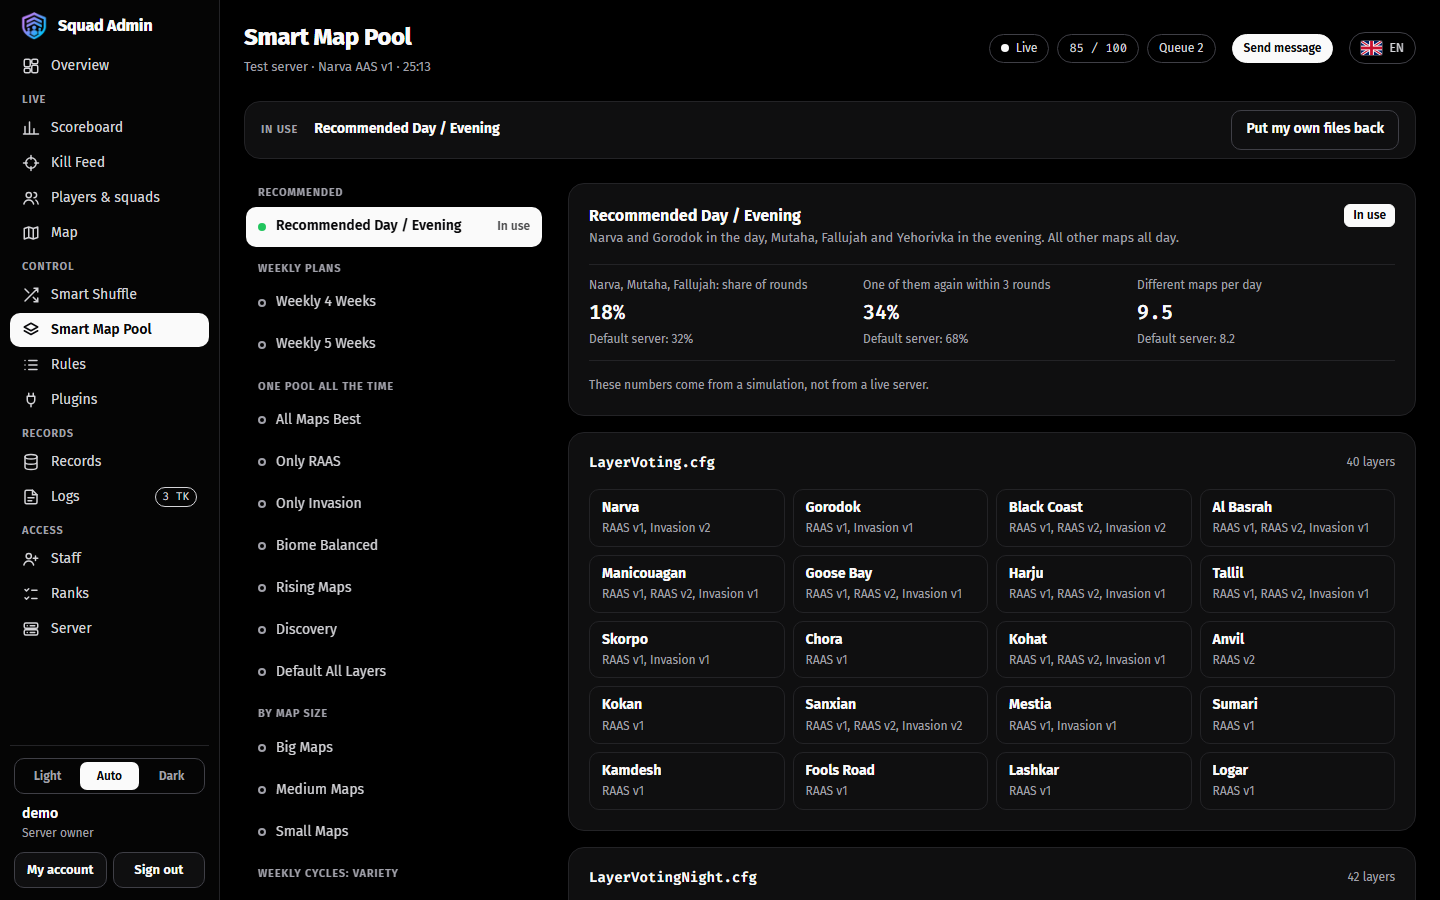 Squad Admin
Overview
LIVE
Scoreboard
Kill Feed
Players & squads
Map
CONTROL
Smart Shuffle
Smart Map Pool
Rules
Plugins
RECORDS
Records
Logs
3 TK
ACCESS
Staff
Ranks
Server
Light
Auto
Dark
demo
Server owner
My account
Sign out
Smart Map Pool
Test server · Narva AAS v1 · 25:13
Live
85 / 100
Queue 2
Send message
EN
IN USE
Recommended Day / Evening
Put my own files back
RECOMMENDED
Recommended Day / Evening
In use
WEEKLY PLANS
Weekly 4 Weeks
Weekly 5 Weeks
ONE POOL ALL THE TIME
All Maps Best
Only RAAS
Only Invasion
Biome Balanced
Rising Maps
Discovery
Default All Layers
BY MAP SIZE
Big Maps
Medium Maps
Small Maps
WEEKLY CYCLES: VARIETY
Recommended Day / Evening
In use
Narva and Gorodok in the day, Mutaha, Fallujah and Yehorivka in the evening. All other maps all day.
Narva, Mutaha, Fallujah: share of rounds
18%
Default server: 32%
One of them again within 3 rounds
34%
Default server: 68%
Different maps per day
9.5
Default server: 8.2
These numbers come from a simulation, not from a live server.
LayerVoting.cfg
40 layers
Narva
RAAS v1, Invasion v2
Gorodok
RAAS v1, Invasion v1
Black Coast
RAAS v1, RAAS v2, Invasion v2
Al Basrah
RAAS v1, RAAS v2, Invasion v1
Manicouagan
RAAS v1, RAAS v2, Invasion v1
Goose Bay
RAAS v1, RAAS v2, Invasion v1
Harju
RAAS v1, RAAS v2, Invasion v1
Tallil
RAAS v1, RAAS v2, Invasion v1
Skorpo
RAAS v1, Invasion v1
Chora
RAAS v1
Kohat
RAAS v1, RAAS v2, Invasion v1
Anvil
RAAS v2
Kokan
RAAS v1
Sanxian
RAAS v1, RAAS v2, Invasion v2
Mestia
RAAS v1, Invasion v1
Sumari
RAAS v1
Kamdesh
RAAS v1
Fools Road
RAAS v1
Lashkar
RAAS v1
Logar
RAAS v1
LayerVotingNight.cfg
42 layers